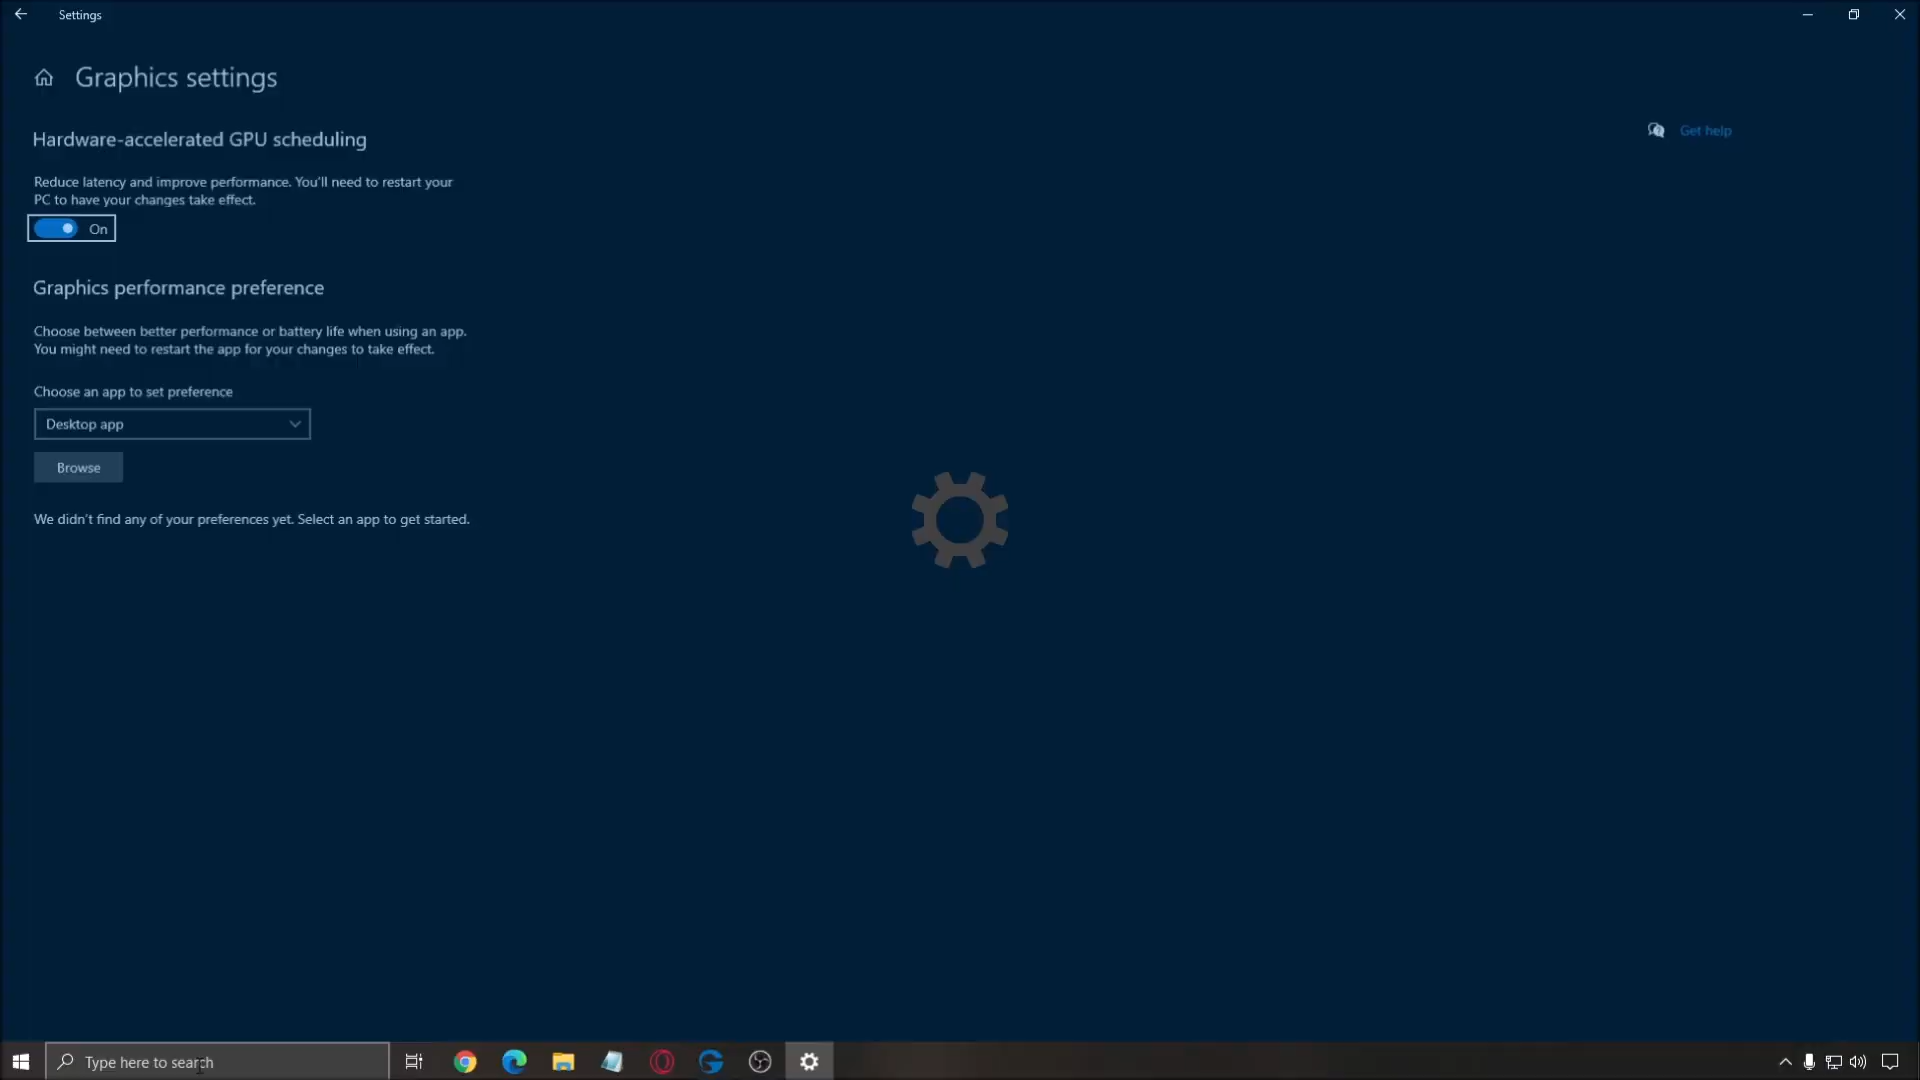 Settings
Graphics settings
Hardware-accelerated GPU scheduling
Get help
Reduce latency and improve performance. You'll need to restart your
PC to have your changes take effect.
On
Graphics performance preference
Choose between better performance or battery life when using an app.
You might need to restart the app for your changes to take effect.
Choose an app to set preference
Desktop app
Browse
We didn't find any of your preferences yet. Select an app to get started.
Type here to search